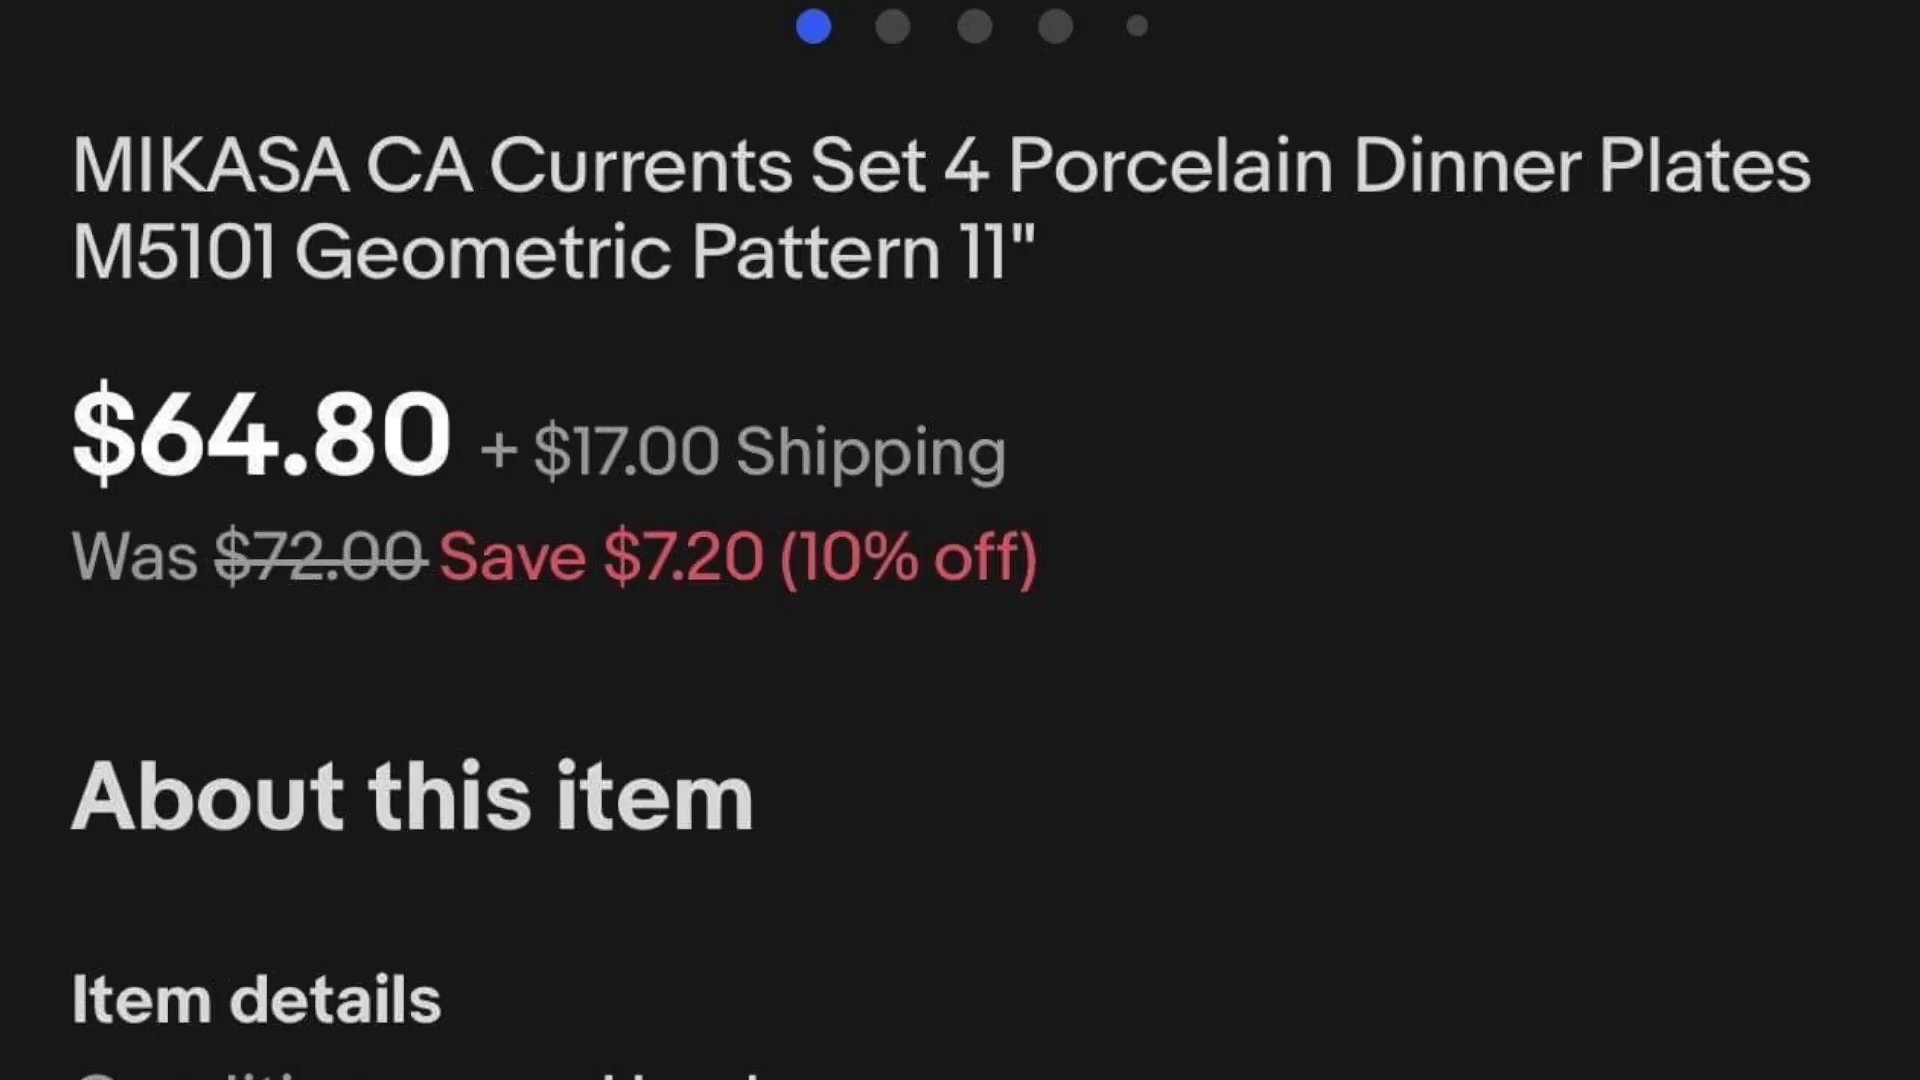 MIKASA CA Currents Set 4 Porcelain Dinner Plates
M5101 Geometric Pattern 11"
$64.80 + $17.00 Shipping
Was $72.00 Save $7.20 (10% off)
About this item
Item details